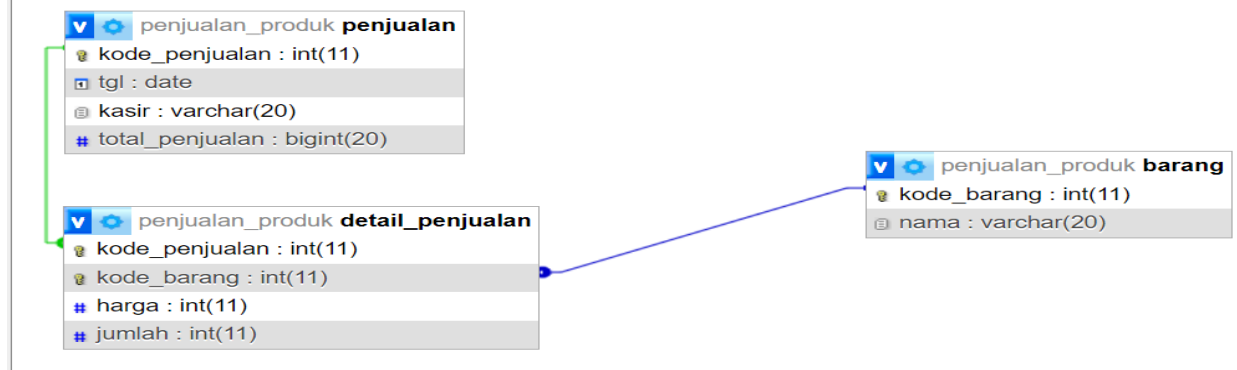 penjualan_produk penjualan
kode_penjualan : int(11)
tgl : date
kasir : varchar(20)
total_penjualan : bigint(20)
penjualan_produk detail_penjualan
kode_penjualan : int(11)
kode_barang : int(11)
harga : int(11)
jumlah : int(11)
penjualan_produk barang
kode_barang : int(11)
nama : varchar(20)